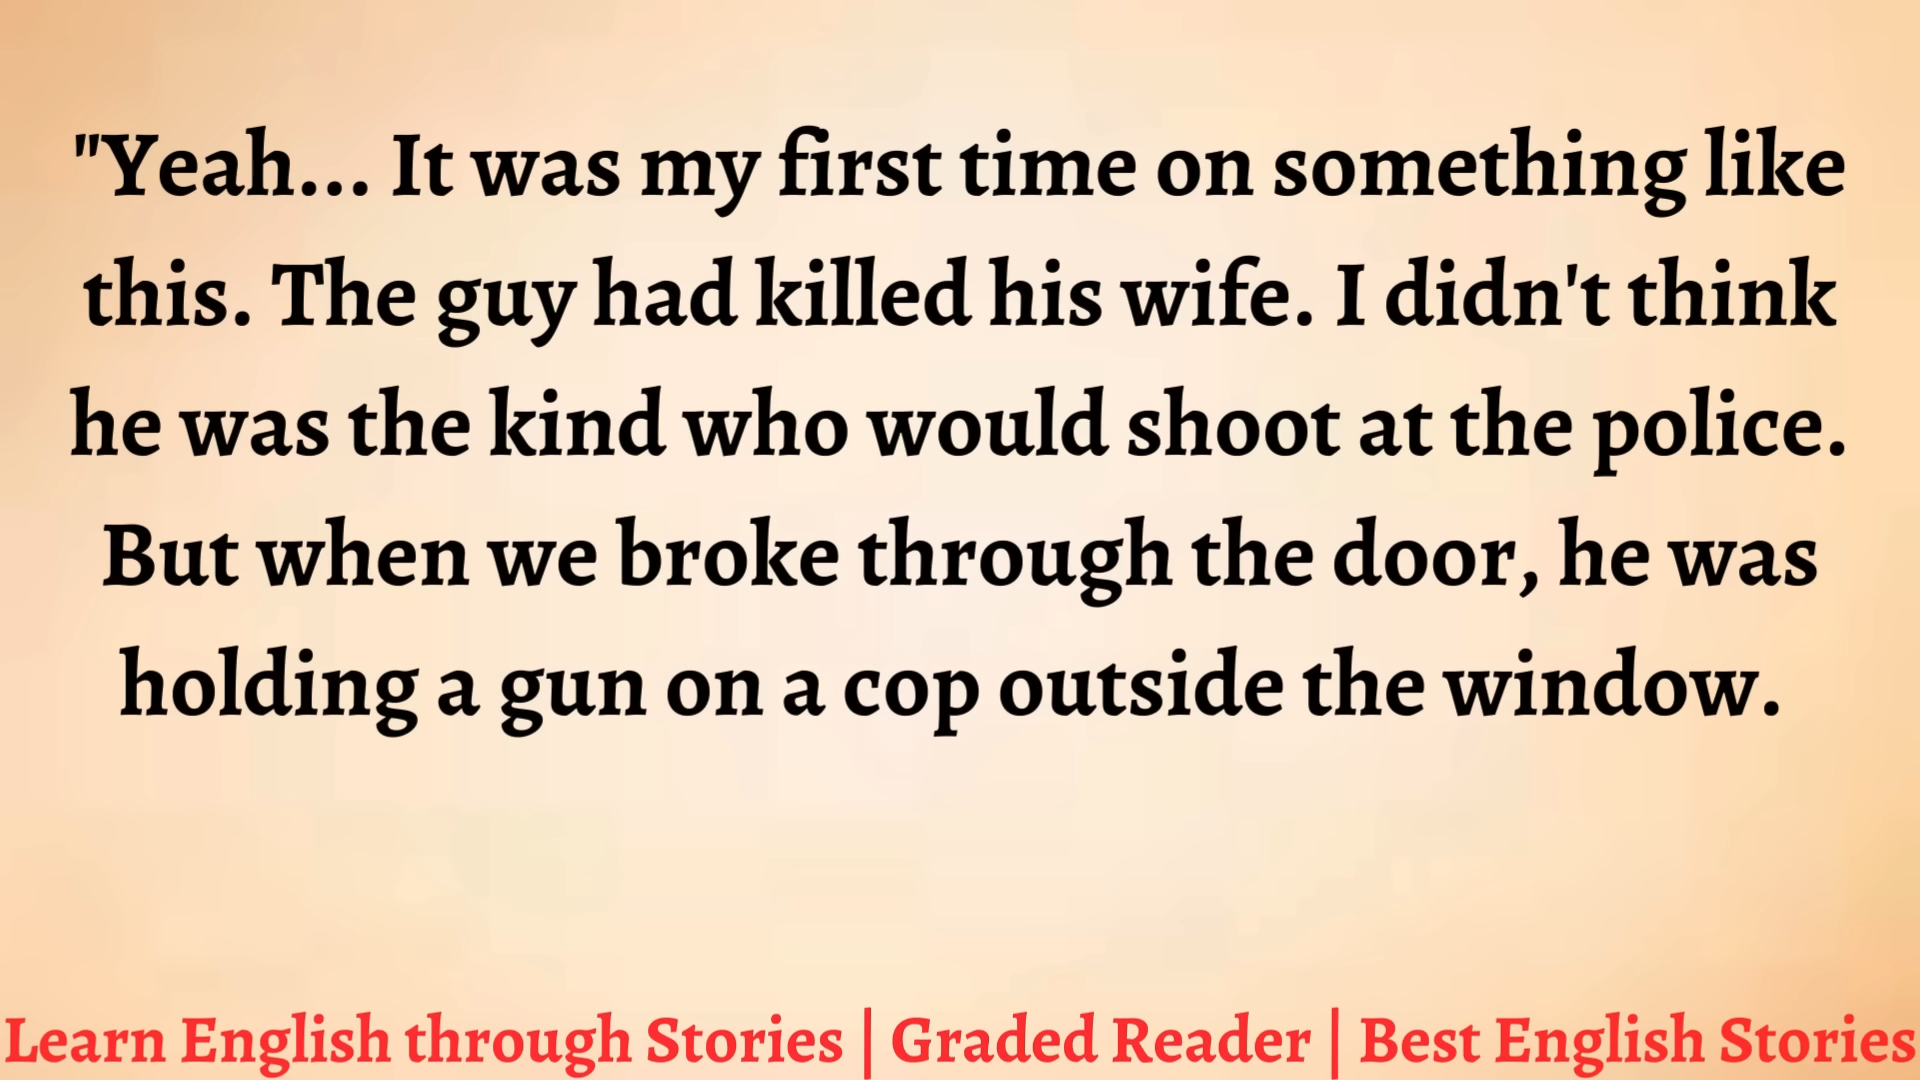 "Yeah... It was my first time on something like
this. The guy had killed his wife. I didn't think
he was the kind who would shoot at the police.
But when we broke through the door, he was
holding a gun on a cop outside the window.
Learn English through Stories | Graded Reader | Best English Stories